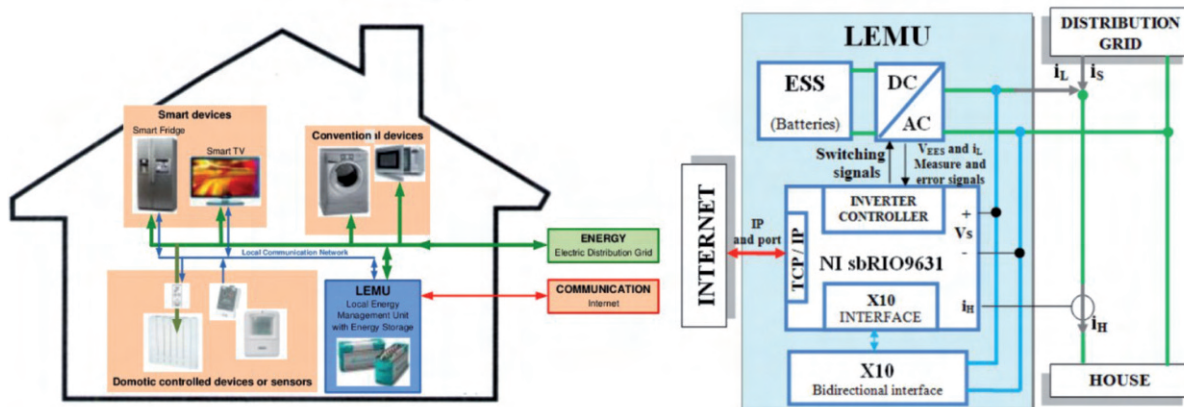 Smart devices
Smart Fridge
Smart TV
Conventional devices
Local Communication Network
ENERGY
Electric Distribution Grid
LEMU
Local Energy
Management Unit
with Energy Storage
COMMUNICATION
Internet
Domotic controlled devices or sensors
LEMU
DISTRIBUTION
GRID
ESS
(Batteries)
DC
AC
iL
iS
Switching
signals
VEES and iL
Measure and
error signals
INTERNET
IP
and port
TCP / IP
INVERTER
CONTROLLER
+
VS
-
NI sbRIO9631
X10
INTERFACE
iH
iH
X10
Bidirectional interface
HOUSE